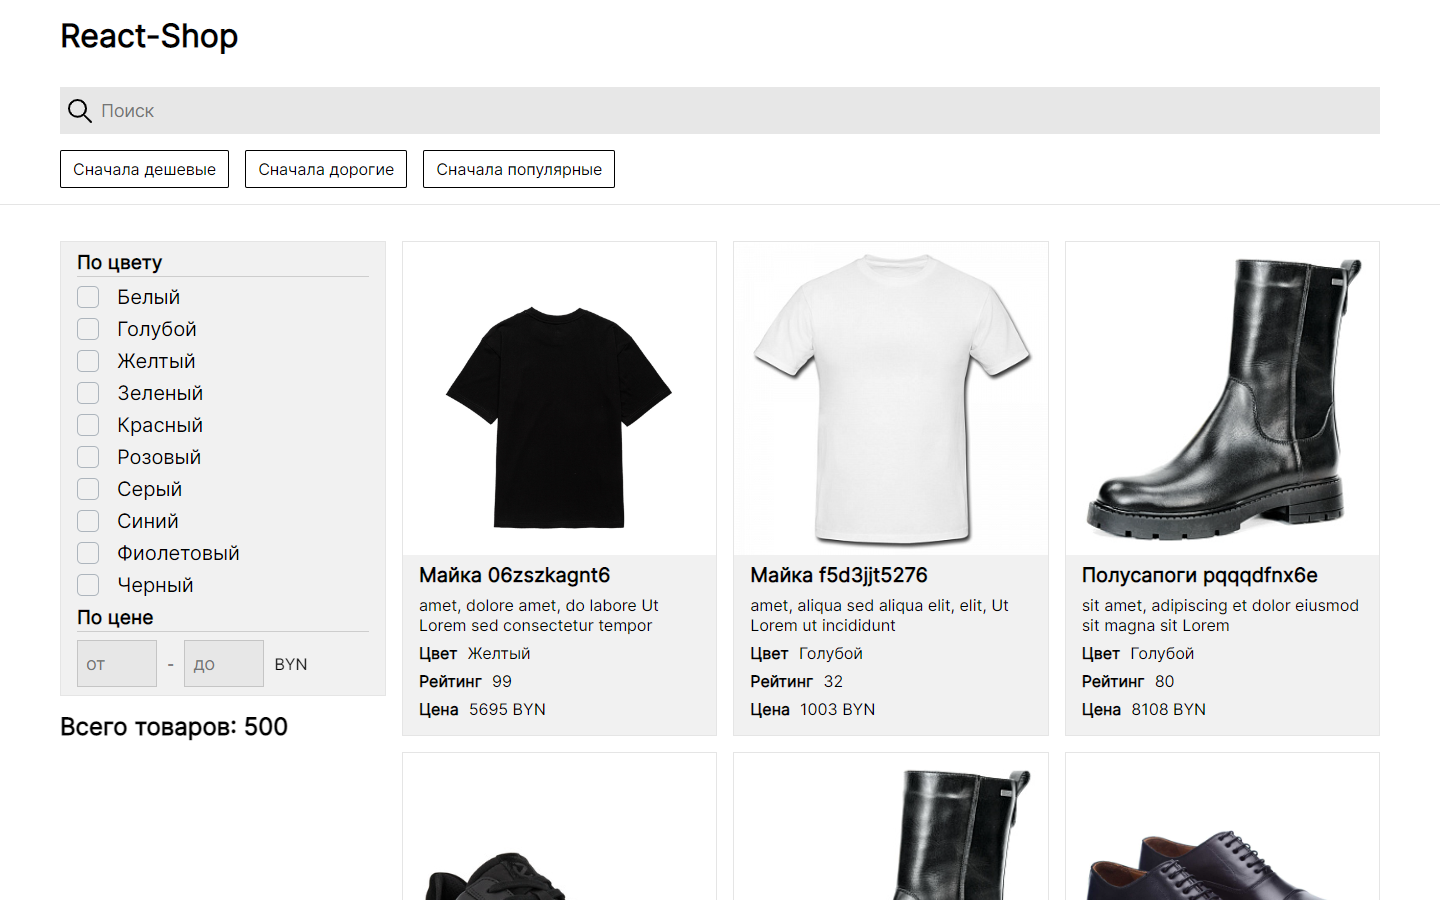 React-Shop
Поиск
Сначала дешевые
Сначала дорогие
Сначала популярные
По цвету
Белый
Голубой
Желтый
Зеленый
Красный
Розовый
Серый
Синий
Фиолетовый
Черный
По цене
от - до BYN
Всего товаров: 500
Майка 06zszkagnt6
amet, dolore amet, do labore Ut
Lorem sed consectetur tempor
Цвет Желтый
Рейтинг 99
Цена 5695 BYN
Майка f5d3jjt5276
amet, aliqua sed aliqua elit, elit, Ut
Lorem ut incididunt
Цвет Голубой
Рейтинг 32
Цена 1003 BYN
Полусапоги pqqqdfnx6e
sit amet, adipiscing et dolor eiusmod
sit magna sit Lorem
Цвет Голубой
Рейтинг 80
Цена 8108 BYN